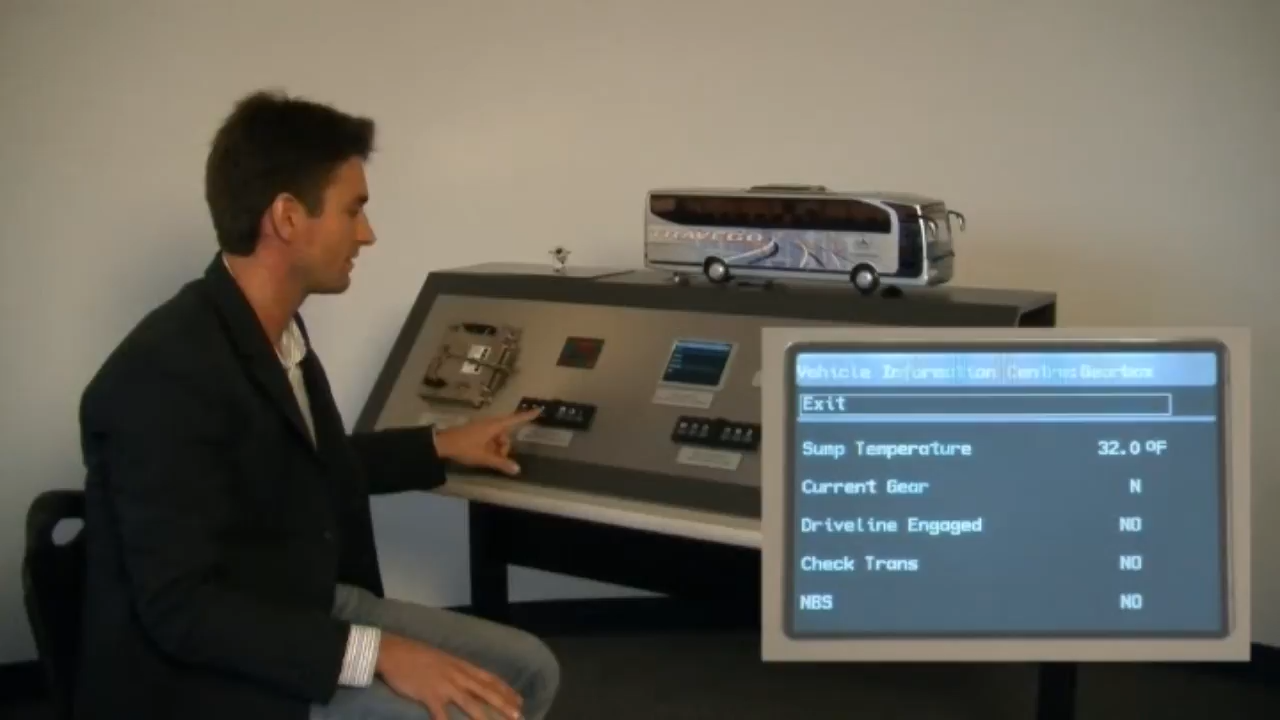 TRAVEGO
Vehicle Information Centre:Gearbox
Exit
Sump Temperature 32.0 ºF
Current Gear N
Driveline Engaged NO
Check Trans NO
NBS NO